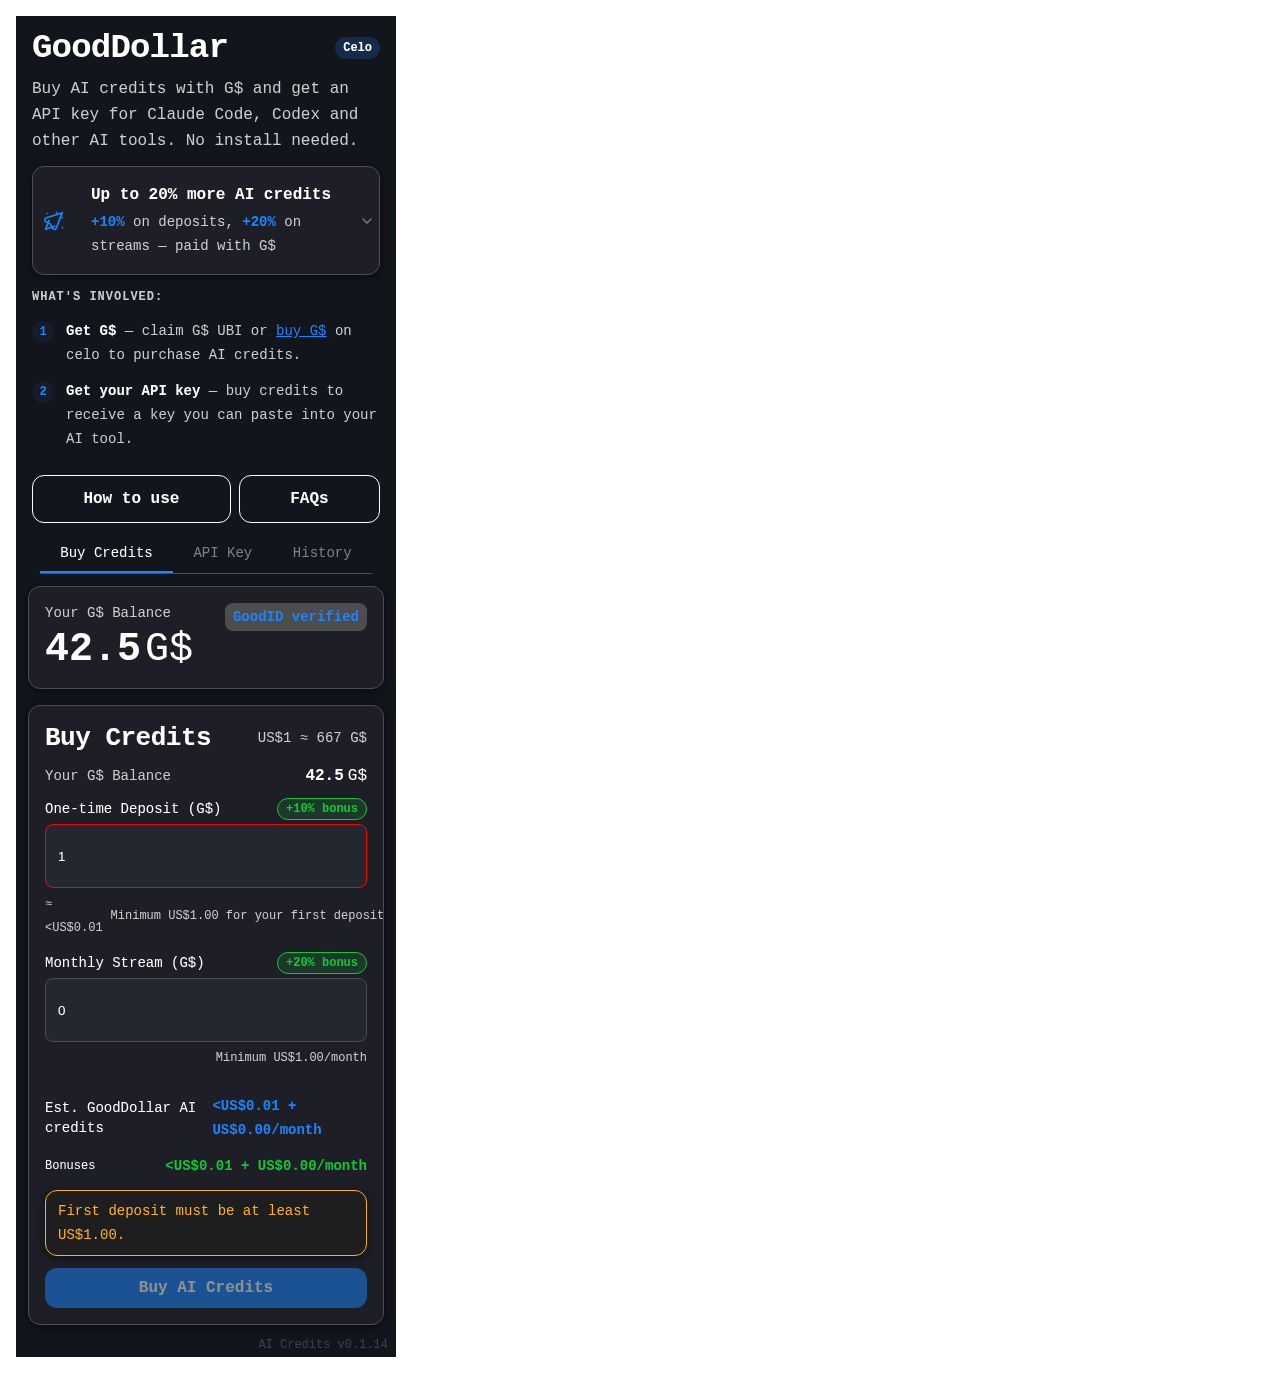 GoodDollar
Celo
Buy AI credits with G$ and get an
API key for Claude Code, Codex and
other AI tools. No install needed.
Up to 20% more AI credits
+10% on deposits, +20% on
streams — paid with G$
WHAT'S INVOLVED:
1 Get G$ — claim G$ UBI or buy G$ on
celo to purchase AI credits.
2 Get your API key — buy credits to
receive a key you can paste into your
AI tool.
How to use
FAQs
Buy Credits API Key History
Your G$ Balance
GoodID verified
42.5 G$
Buy Credits
US$1 ≈ 667 G$
Your G$ Balance
42.5 G$
One-time Deposit (G$)
+10% bonus
1
≈
<US$0.01
Minimum US$1.00 for your first deposit
Monthly Stream (G$)
+20% bonus
0
Minimum US$1.00/month
Est. GoodDollar AI
credits
<US$0.01 +
US$0.00/month
Bonuses
<US$0.01 + US$0.00/month
First deposit must be at least
US$1.00.
Buy AI Credits
AI Credits v0.1.14